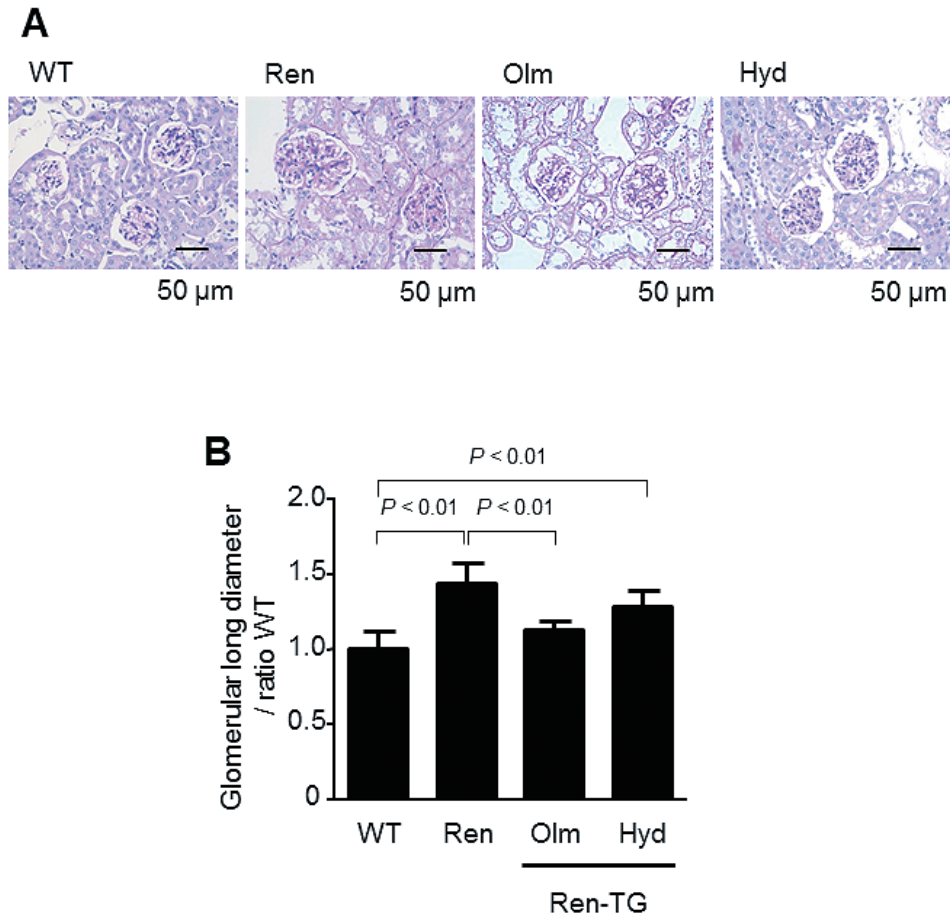 A
WT Ren Olm Hyd
50 µm 50 µm 50 µm 50 µm
B
P < 0.01
P < 0.01 P < 0.01
Glomerular long diameter
/ ratio WT
2.0
1.5
1.0
0.5
0
WT Ren Olm Hyd
Ren-TG